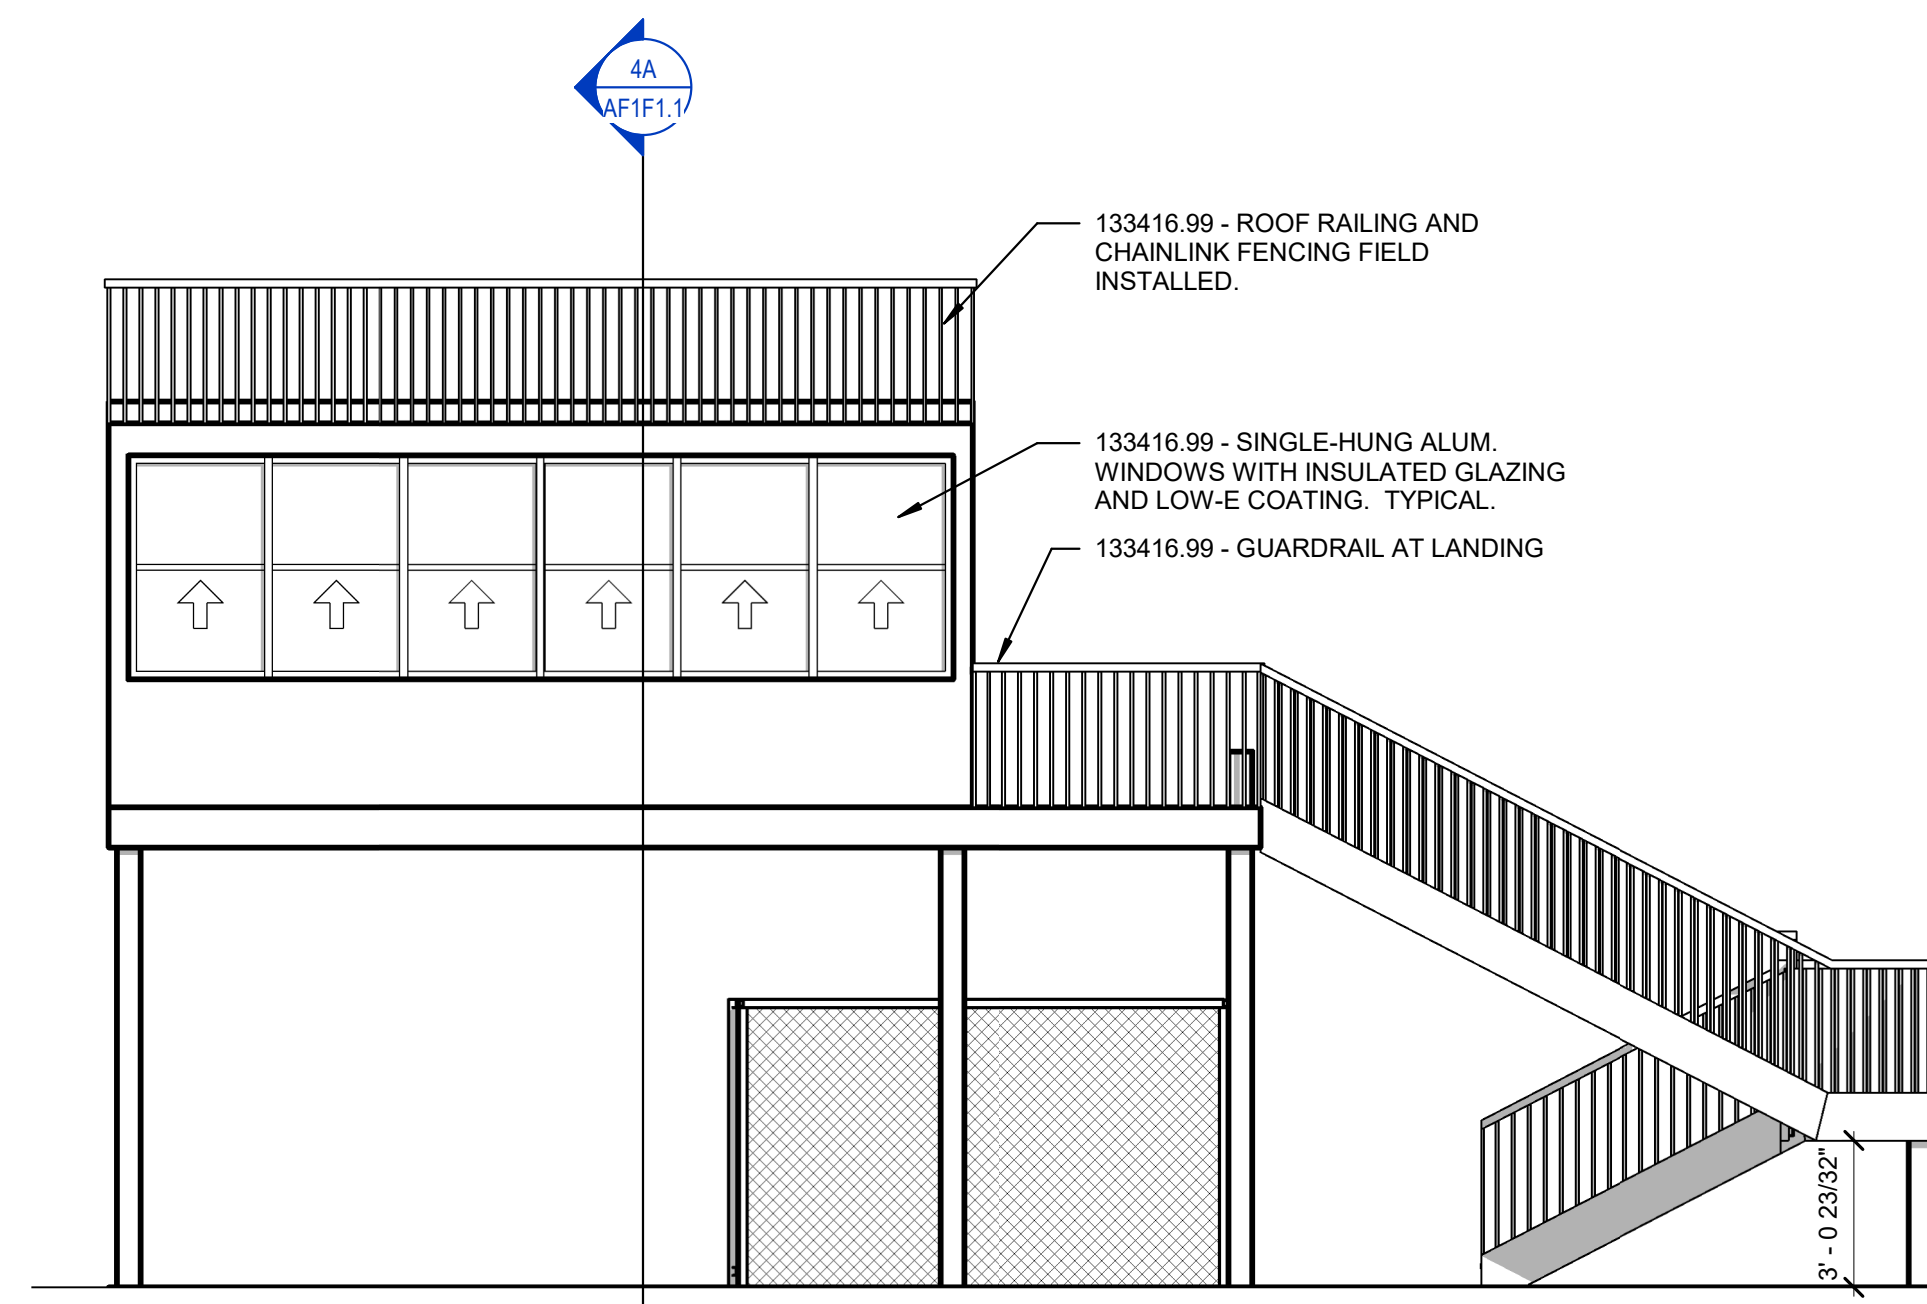 4A
AF1F1.1
133416.99 - ROOF RAILING AND
CHAINLINK FENCING FIELD
INSTALLED.
133416.99 - SINGLE-HUNG ALUM.
WINDOWS WITH INSULATED GLAZING
AND LOW-E COATING.  TYPICAL.
133416.99 - GUARDRAIL AT LANDING
3' - 0 23/32"